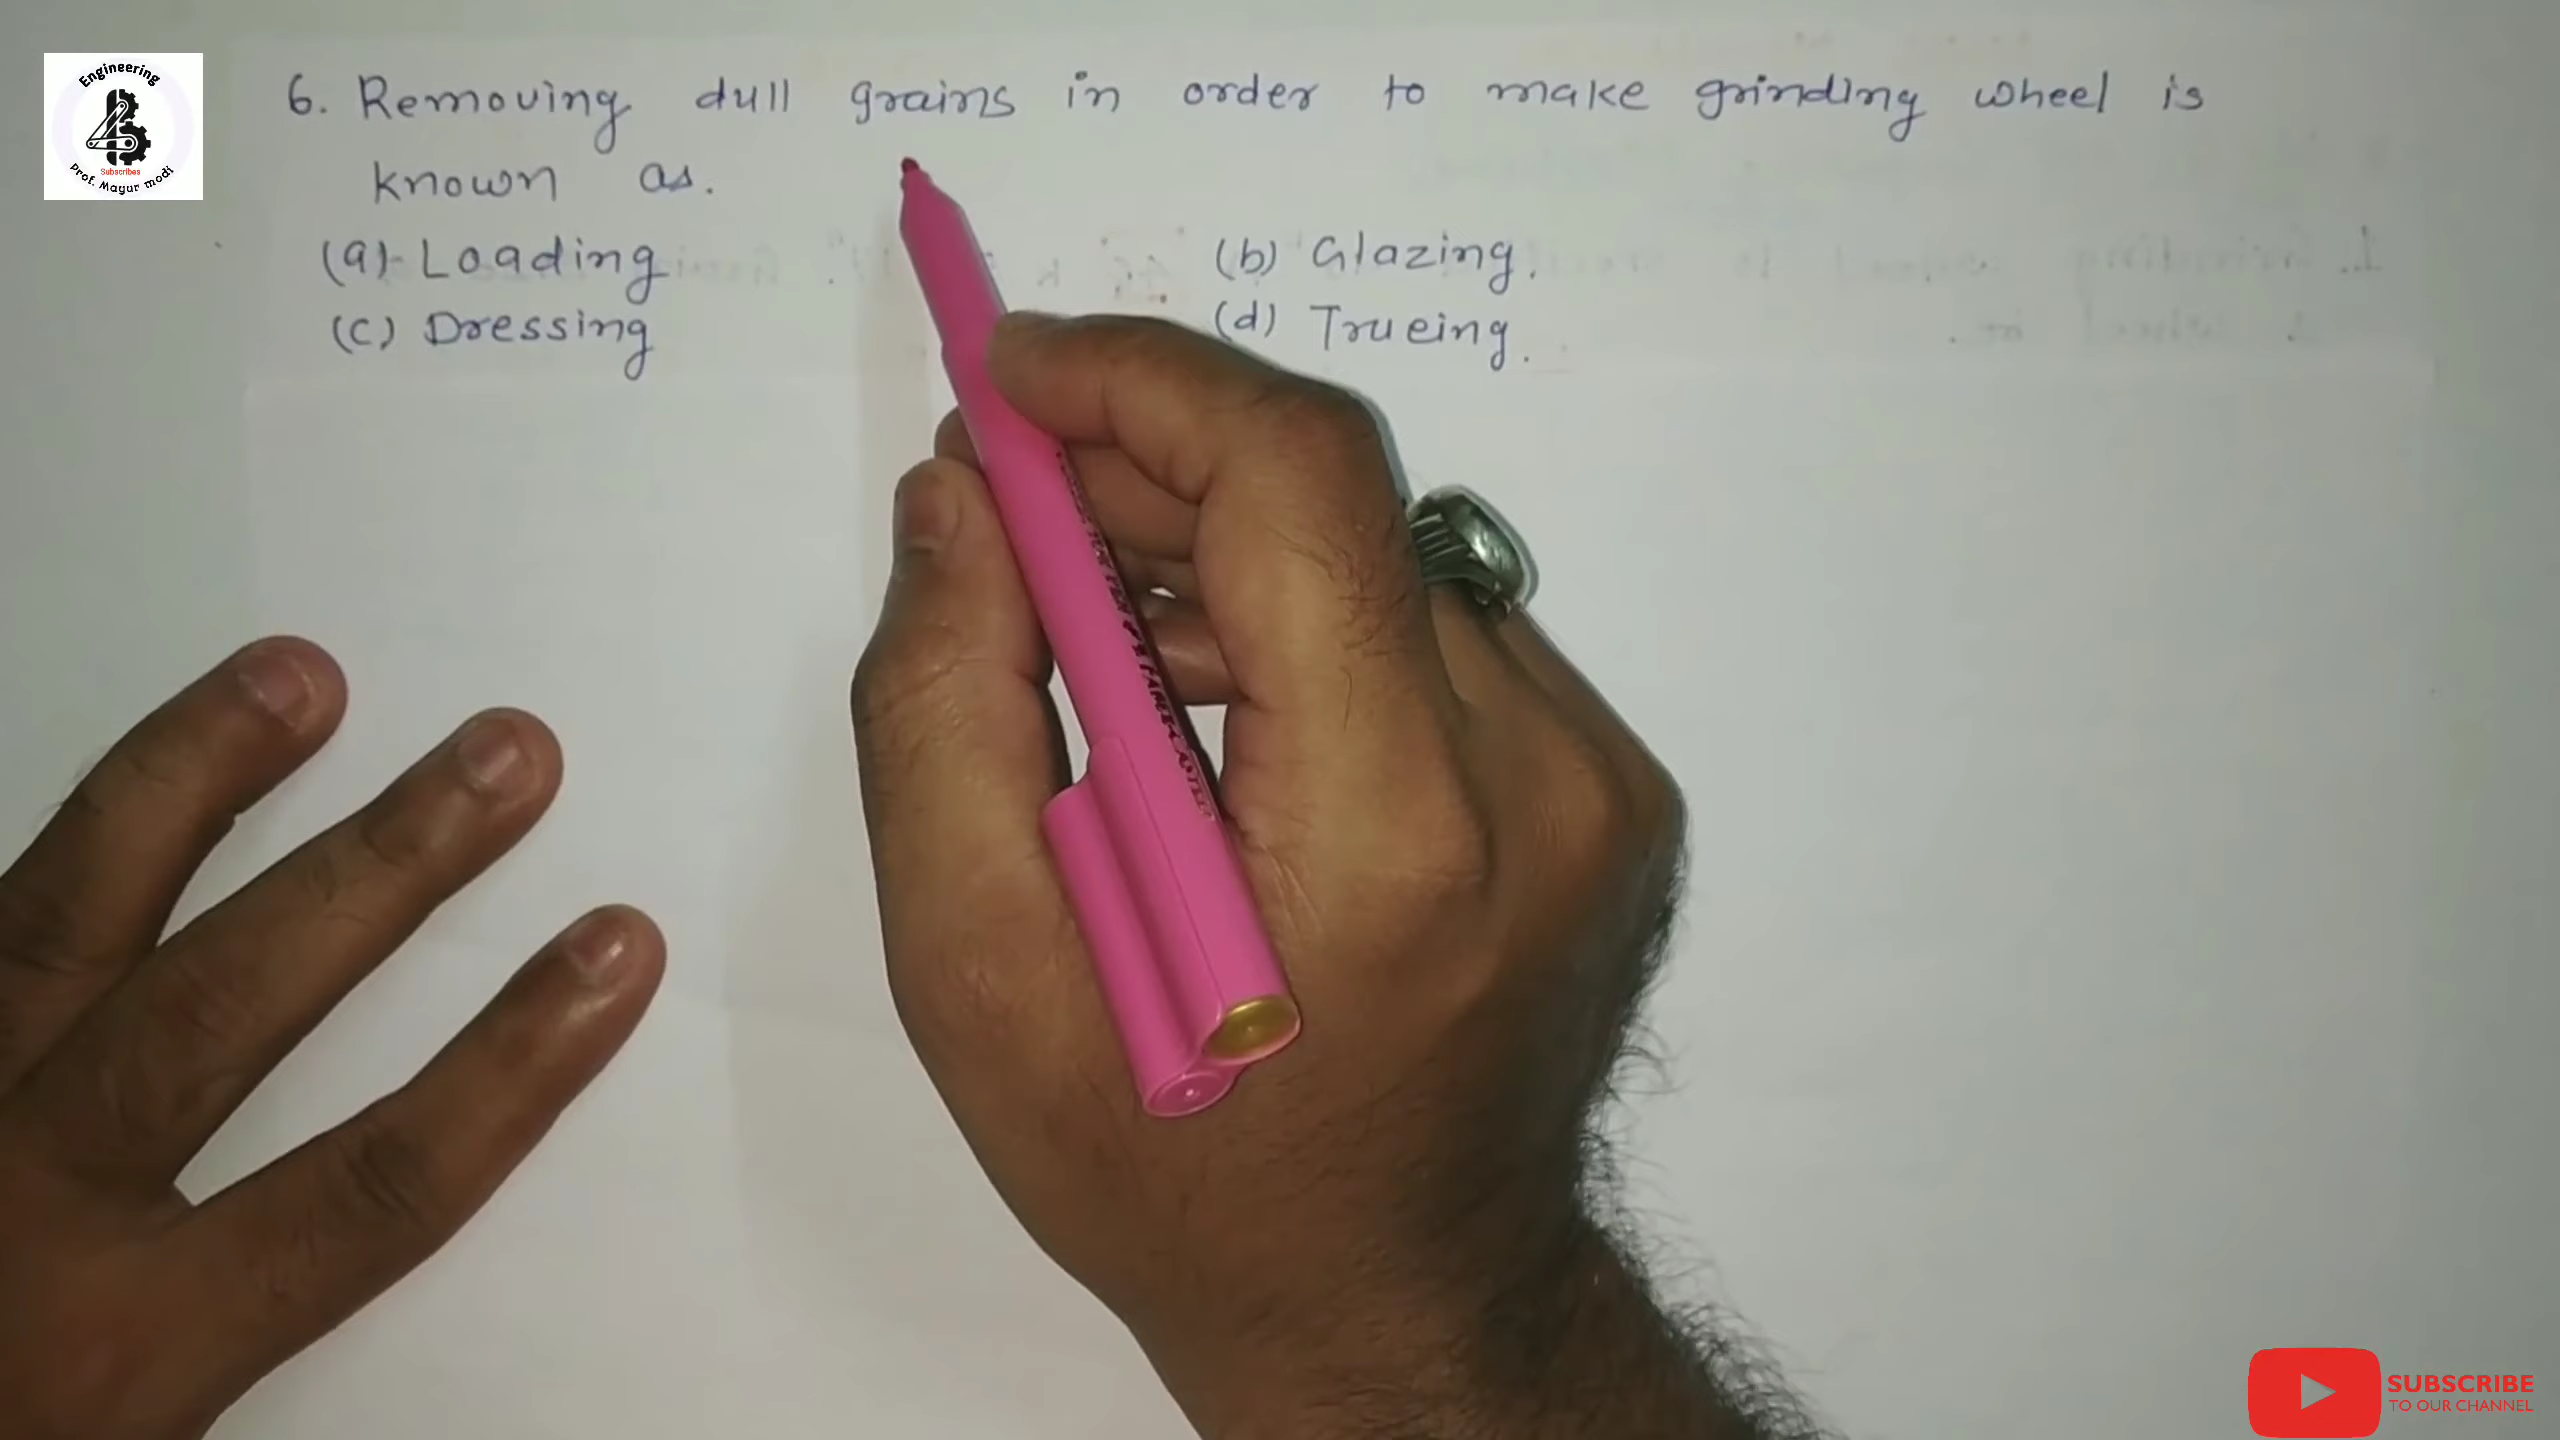 Engineering
Subscribes
Prof. Mayur modi
6. Removing dull grains in order to make grinding wheel is
known as.
(a) Loading
(b) Glazing.
(c) Dressing
(d) Trueing.
SUBSCRIBE
TO OUR CHANNEL